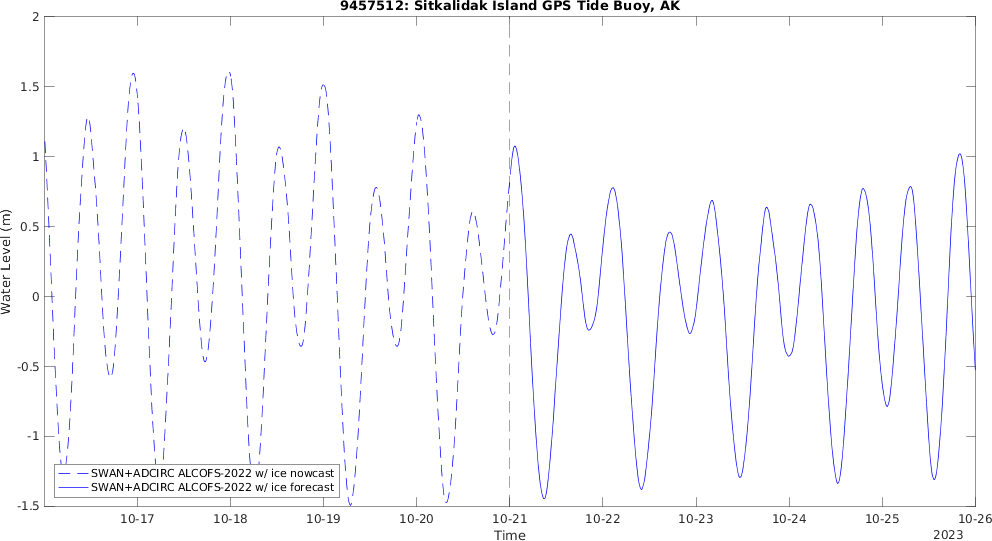 9457512: Sitkalidak Island GPS Tide Buoy, AK
Water Level (m)
2
1.5
1
0.5
0
-0.5
-1
-1.5
SWAN+ADCIRC ALCOFS-2022 w/ ice nowcast
SWAN+ADCIRC ALCOFS-2022 w/ ice forecast
10-17 10-18 10-19 10-20 10-21 10-22 10-23 10-24 10-25 10-26
Time
2023